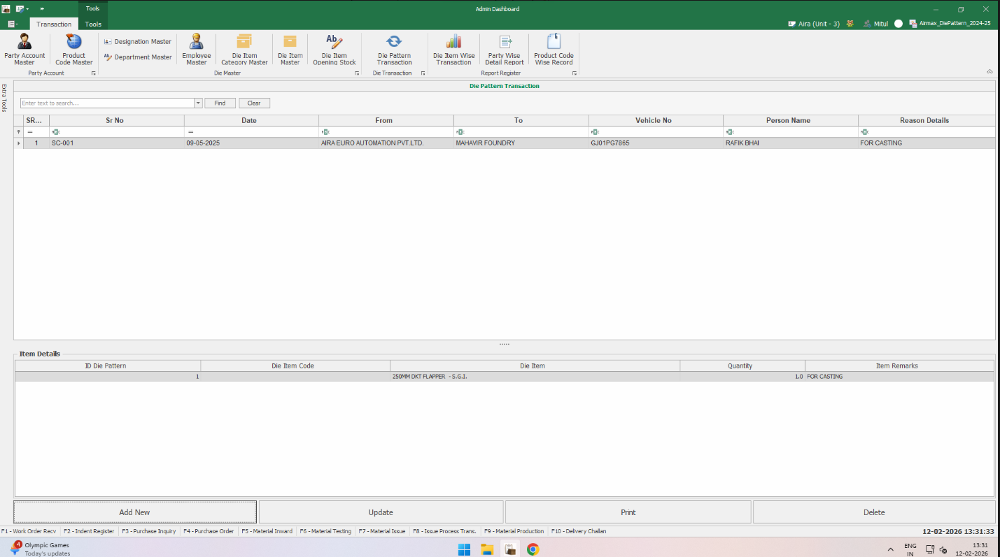 Tools
Admin Dashboard
Transaction Tools
Aira (Unit - 3) Mitul Airmax_DiePattern_2024-25
Party Account Master
Product Code Master
Designation Master
Department Master
Employee Master
Die Item Category Master
Die Item Master
Die Item Opening Stock
Die Pattern Transaction
Die Item Wise Transaction
Party Wise Detail Report
Product Code Wise Record
Party Account Die Master Die Transaction Report Register
Extra Tools
Die Pattern Transaction
Enter text to search... Find Clear
SR... Sr No Date From To Vehicle No Person Name Reason Details
1 SC-001 09-05-2025 AIRA EURO AUTOMATION PVT.LTD. MAHAVIR FOUNDRY GJ01PG7865 RAFIK BHAI FOR CASTING
Item Details
ID Die Pattern Die Item Code Die Item Quantity Item Remarks
1 250MM DKT FLAPPER - S.G.I. 1.0 FOR CASTING
Add New Update Print Delete
F1 - Work Order Recv F2 - Indent Register F3 - Purchase Inquiry F4 - Purchase Order F5 - Material Inward F6 - Material Testing F7 - Material Issue F8 - Issue Process Trans. F9 - Material Production F10 - Delivery Challan 12-02-2026 13:31:33
4
Olympic Games
Today's updates
ENG
IN
13:31
12-02-2026